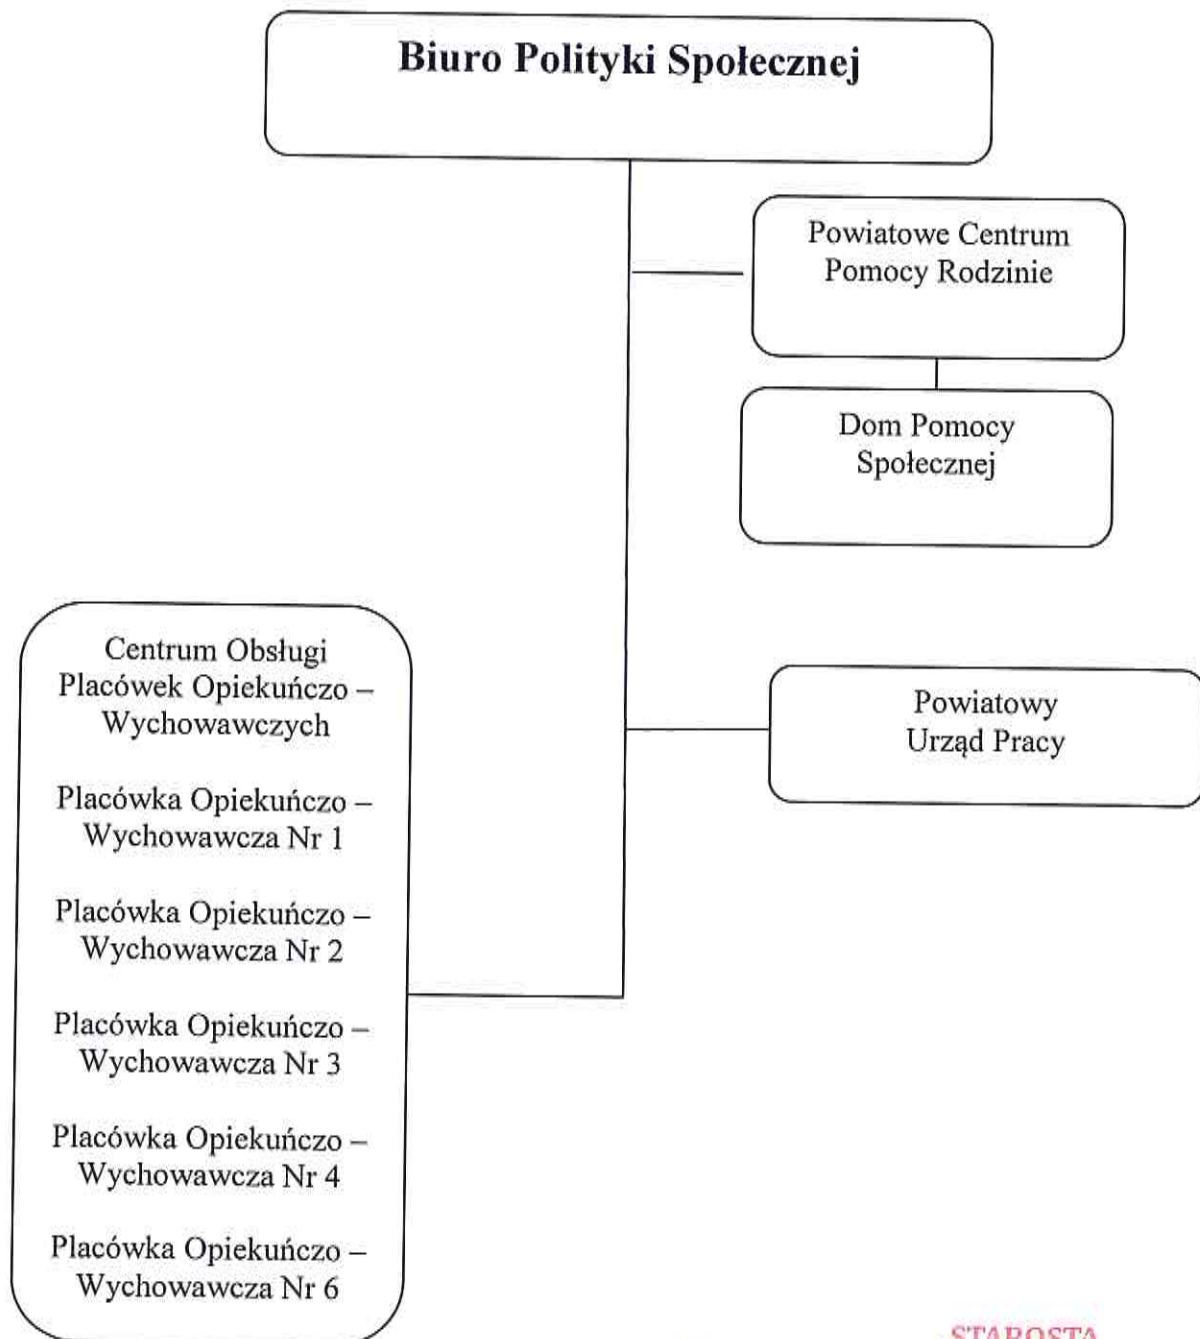 Biuro Polityki Społecznej
Powiatowe Centrum
Pomocy Rodzinie
Dom Pomocy
Społecznej
Centrum Obsługi
Placówek Opiekuńczo –
Wychowawczych
Placówka Opiekuńczo –
Wychowawcza Nr 1
Placówka Opiekuńczo –
Wychowawcza Nr 2
Placówka Opiekuńczo –
Wychowawcza Nr 3
Placówka Opiekuńczo –
Wychowawcza Nr 4
Placówka Opiekuńczo –
Wychowawcza Nr 6
Powiatowy
Urząd Pracy
STAROSTA